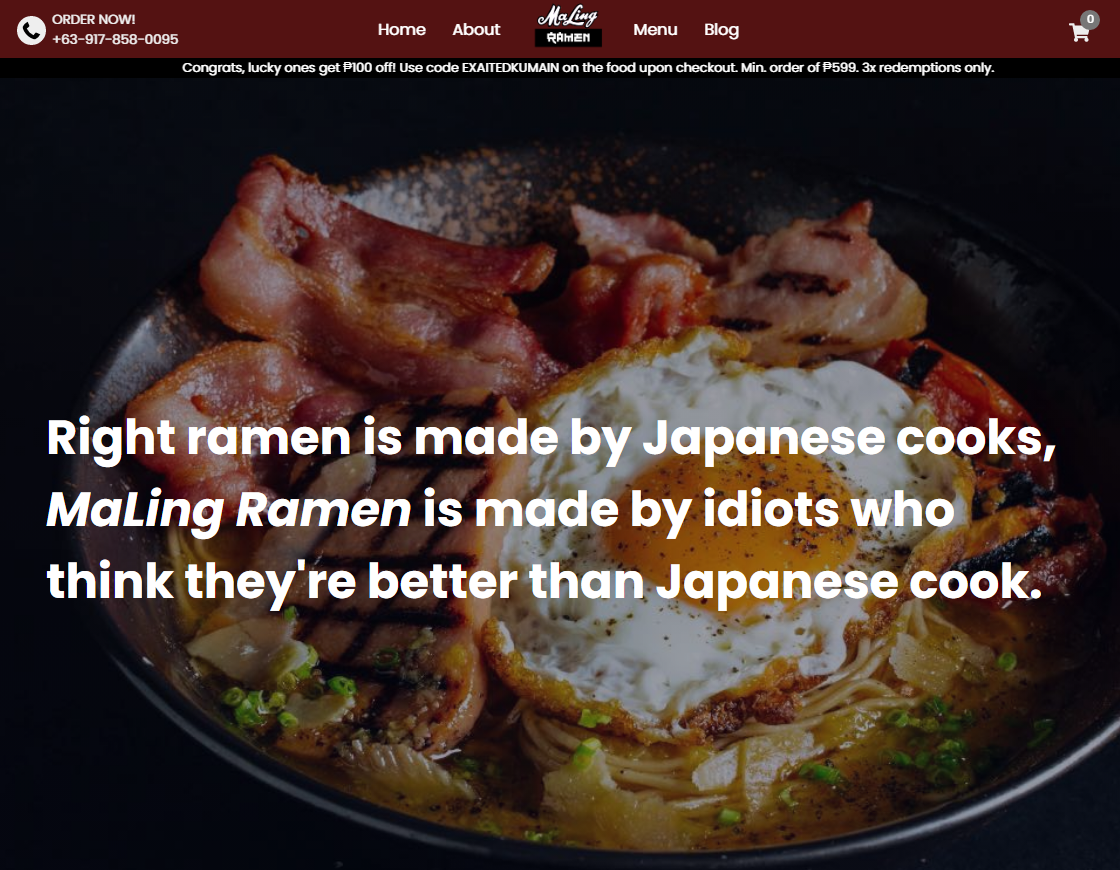 ORDER NOW!
+63-917-858-0095
Home About MaLing RAMEN Menu Blog
0
Congrats, lucky ones get ₱100 off! Use code EXAITEDKUMAIN on the food upon checkout. Min. order of ₱599. 3x redemptions only.
Right ramen is made by Japanese cooks,
MaLing Ramen is made by idiots who
think they're better than Japanese cook.